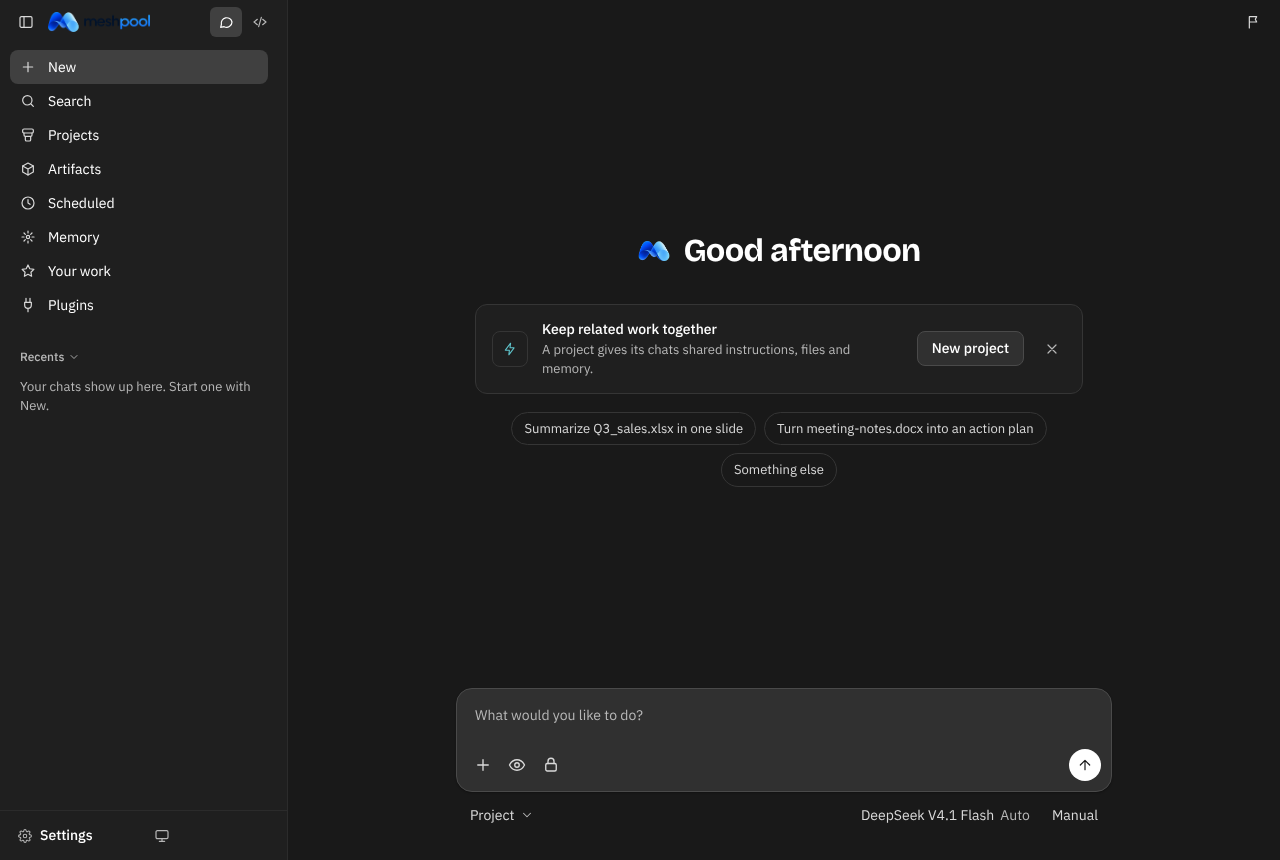 meshpool
New
Search
Projects
Artifacts
Scheduled
Memory
Your work
Plugins
Recents
Your chats show up here. Start one with
New.
Settings
Good afternoon
Keep related work together
A project gives its chats shared instructions, files and
memory.
New project
Summarize Q3_sales.xlsx in one slide
Turn meeting-notes.docx into an action plan
Something else
What would you like to do?
Project
DeepSeek V4.1 Flash Auto
Manual